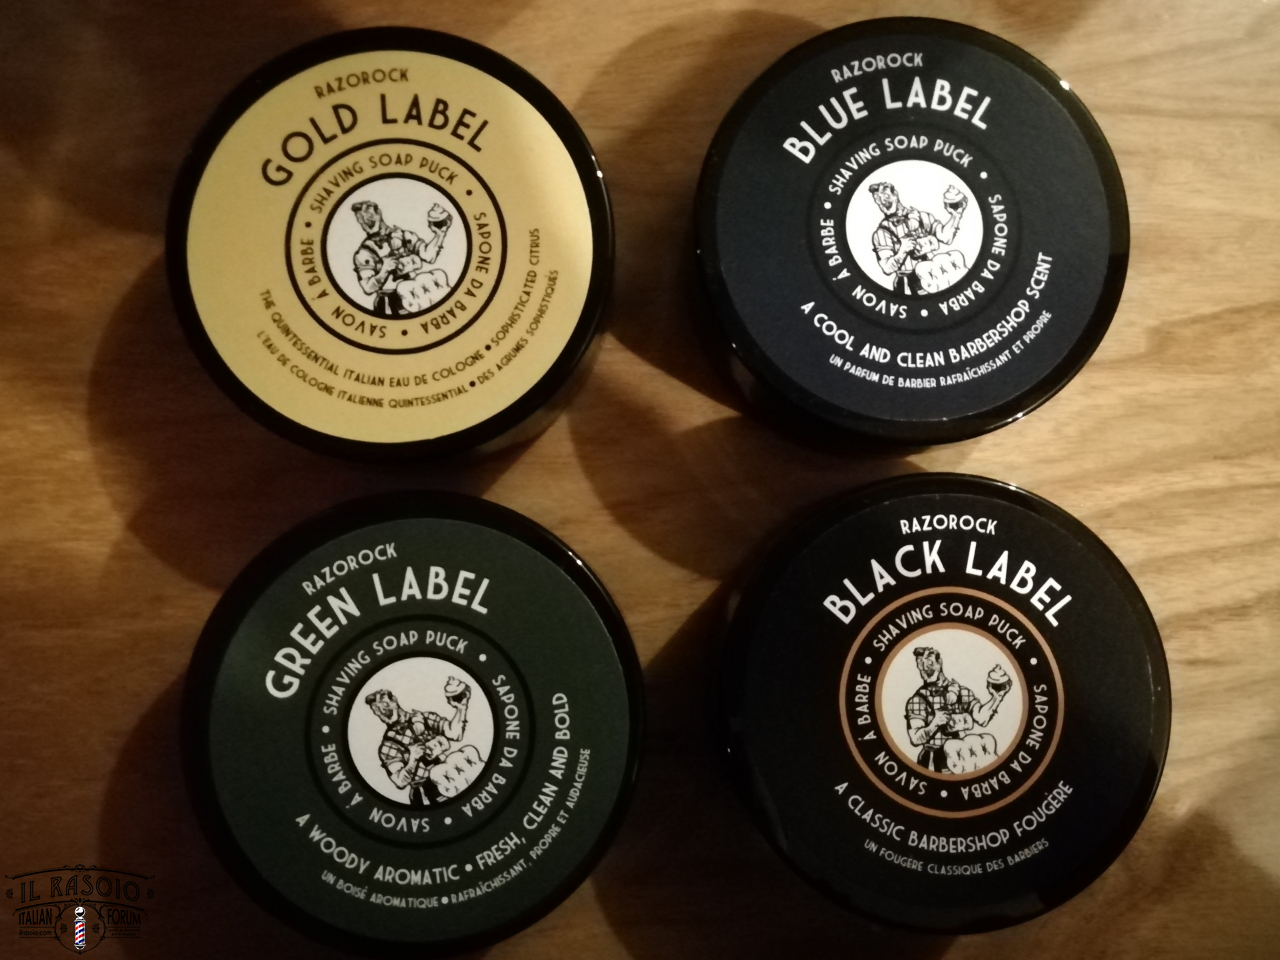 RAZOROCK
GOLD LABEL
SHAVING SOAP PUCK • SAPONE DA BARBA • SAVON Á BARBE •
THE QUINTESSENTIAL ITALIAN EAU DE COLOGNE • SOPHISTICATED CITRUS
L'EAU DE COLOGNE ITALIENNE QUINTESSENTIAL • DES AGRUMES SOPHISTIQUÉS
RAZOROCK
BLUE LABEL
SHAVING SOAP PUCK • SAPONE DA BARBA • SAVON Á BARBE •
A COOL AND CLEAN BARBERSHOP SCENT
UN PARFUM DE BARBIER RAFRAÎCHISSANT ET PROPRE
RAZOROCK
GREEN LABEL
SHAVING SOAP PUCK • SAPONE DA BARBA • SAVON Á BARBE •
A WOODY AROMATIC • FRESH, CLEAN AND BOLD
UN BOISÉ AROMATIQUE • RAFRAÎCHISSANT, PROPRE ET AUDACIEUSE
RAZOROCK
BLACK LABEL
SHAVING SOAP PUCK • SAPONE DA BARBA • SAVON Á BARBE •
A CLASSIC BARBERSHOP FOUGÈRE
UN FOUGÈRE CLASSIQUE DES BARBIERS
IL RASOIO
ITALIAN FORUM
ilrasoio.com